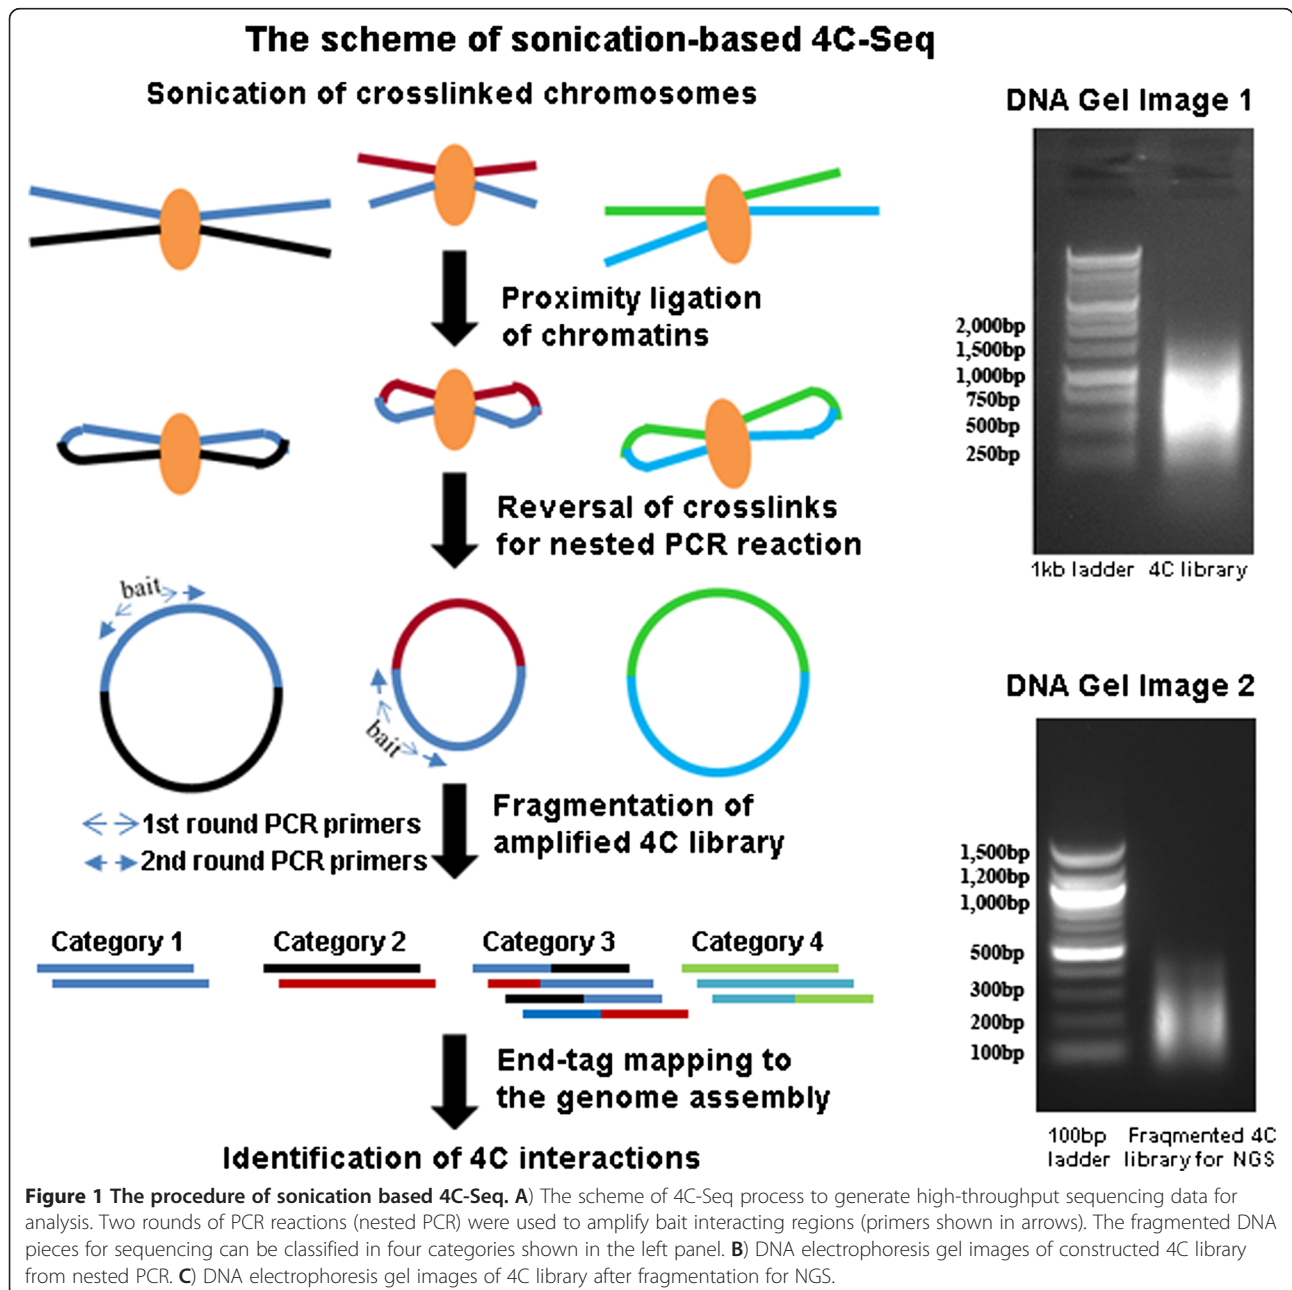 The scheme of sonication-based 4C-Seq
Sonication of crosslinked chromosomes
Proximity ligation
of chromatins
Reversal of crosslinks
for nested PCR reaction
bait
bait
1st round PCR primers
2nd round PCR primers
Fragmentation of
amplified 4C library
Category 1
Category 2
Category 3
Category 4
End-tag mapping to
the genome assembly
Identification of 4C interactions
DNA Gel Image 1
2,000bp
1,500bp
1,000bp
750bp
500bp
250bp
1kb ladder
4C library
DNA Gel Image 2
1,500bp
1,200bp
1,000bp
500bp
300bp
200bp
100bp
100bp
ladder
Fragmented 4C
library for NGS
Figure 1 The procedure of sonication based 4C-Seq. A) The scheme of 4C-Seq process to generate high-throughput sequencing data for
analysis. Two rounds of PCR reactions (nested PCR) were used to amplify bait interacting regions (primers shown in arrows). The fragmented DNA
pieces for sequencing can be classified in four categories shown in the left panel. B) DNA electrophoresis gel images of constructed 4C library
from nested PCR. C) DNA electrophoresis gel images of 4C library after fragmentation for NGS.